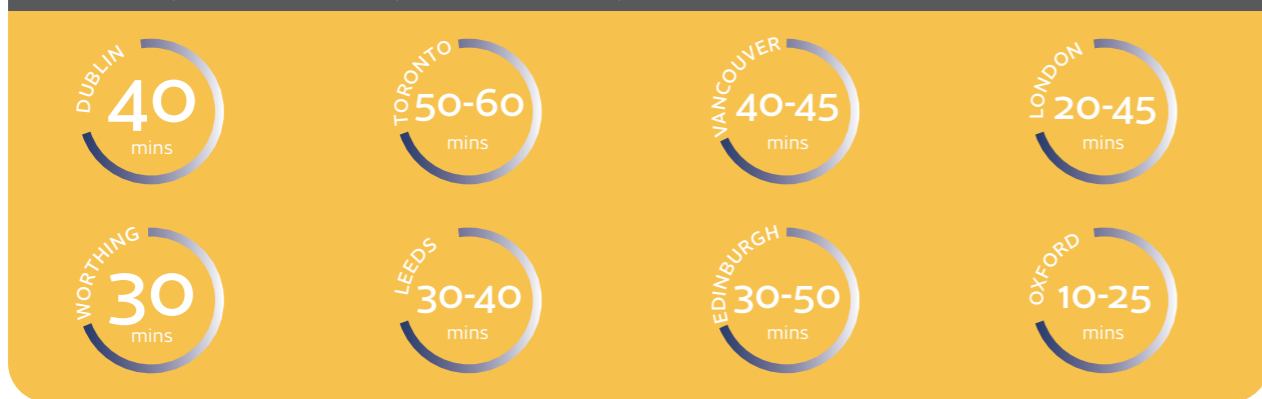 DUBLIN
40
mins
TORONTO
50-60
mins
VANCOUVER
40-45
mins
LONDON
20-45
mins
WORTHING
30
mins
LEEDS
30-40
mins
EDINBURGH
30-50
mins
OXFORD
10-25
mins